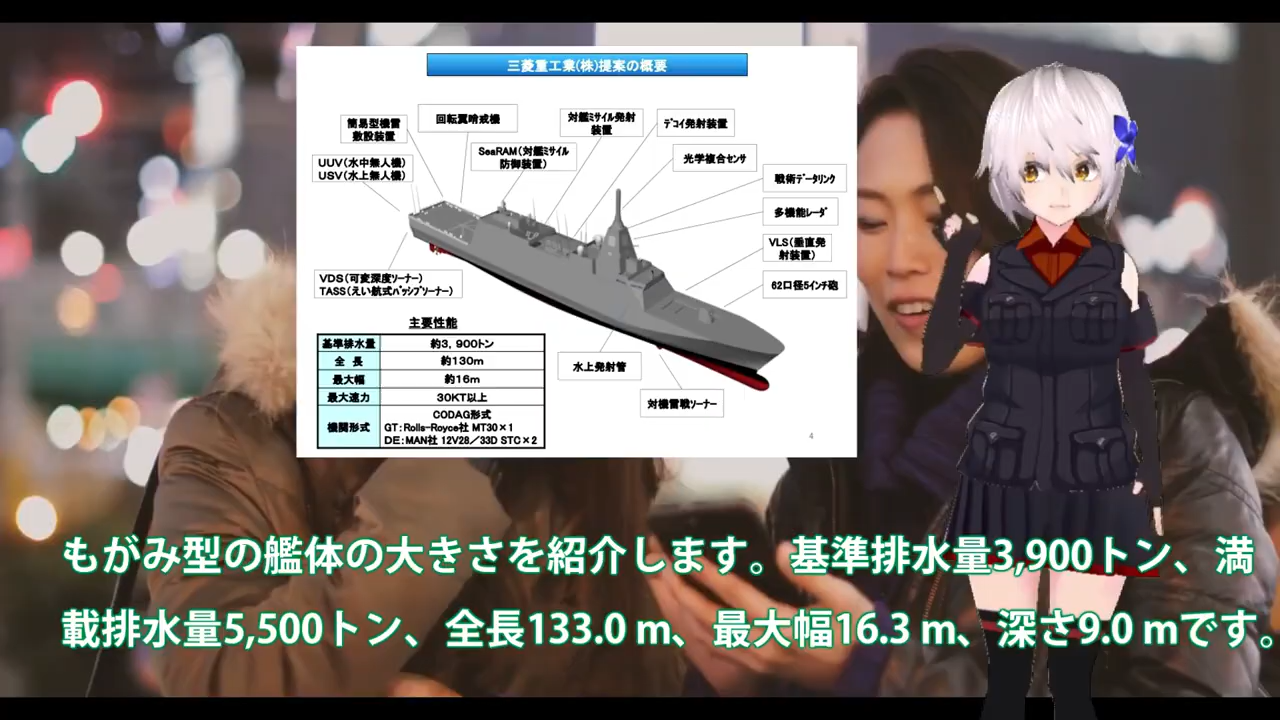 三菱重工業(株)提案の概要
簡易型機雷
敷設装置
回転翼哨戒機
対艦ﾐｻｲﾙ発射
装置
ﾃﾞｺｲ発射装置
UUV(水中無人機)
USV(水上無人機)
SeaRAM(対艦ﾐｻｲﾙ
防御装置)
光学複合ｾﾝｻ
戦術ﾃﾞｰﾀﾘﾝｸ
多機能ﾚｰﾀﾞ
VLS(垂直発
射装置)
62口径5ｲﾝﾁ砲
VDS(可変深度ソーナー)
TASS(えい航式ﾊﾟｯｼﾌﾞソーナー)
水上発射管
対機雷戦ソーナー
主要性能
基準排水量 約3，900トン
全 長 約130m
最大幅 約16m
最大速力 30KT以上
機関形式 CODAG形式
GT：Rolls-Royce社 MT30×1
DE：MAN社 12V28／33D STC×2
4
もがみ型の艦体の大きさを紹介します。基準排水量3,900トン、満
載排水量5,500トン、全長133.0 m、最大幅16.3 m、深さ9.0 mです。